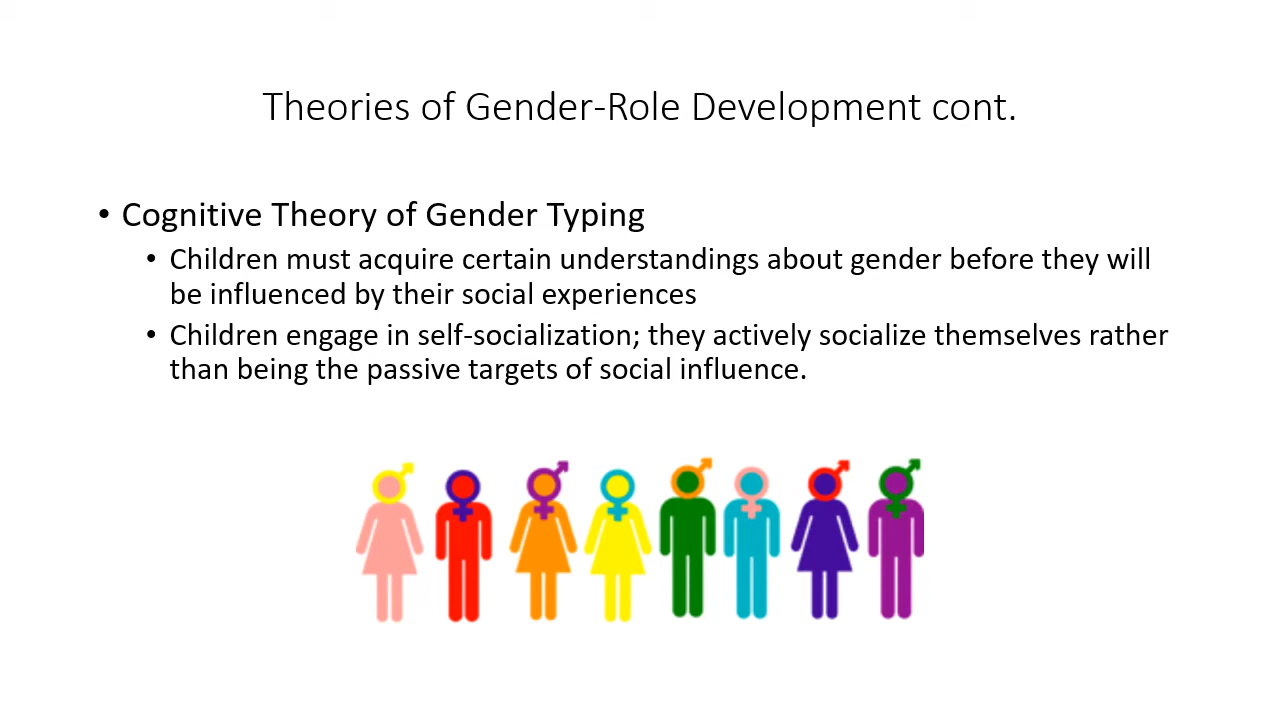 Theories of Gender-Role Development cont.
• Cognitive Theory of Gender Typing
• Children must acquire certain understandings about gender before they will
be influenced by their social experiences
• Children engage in self-socialization; they actively socialize themselves rather
than being the passive targets of social influence.